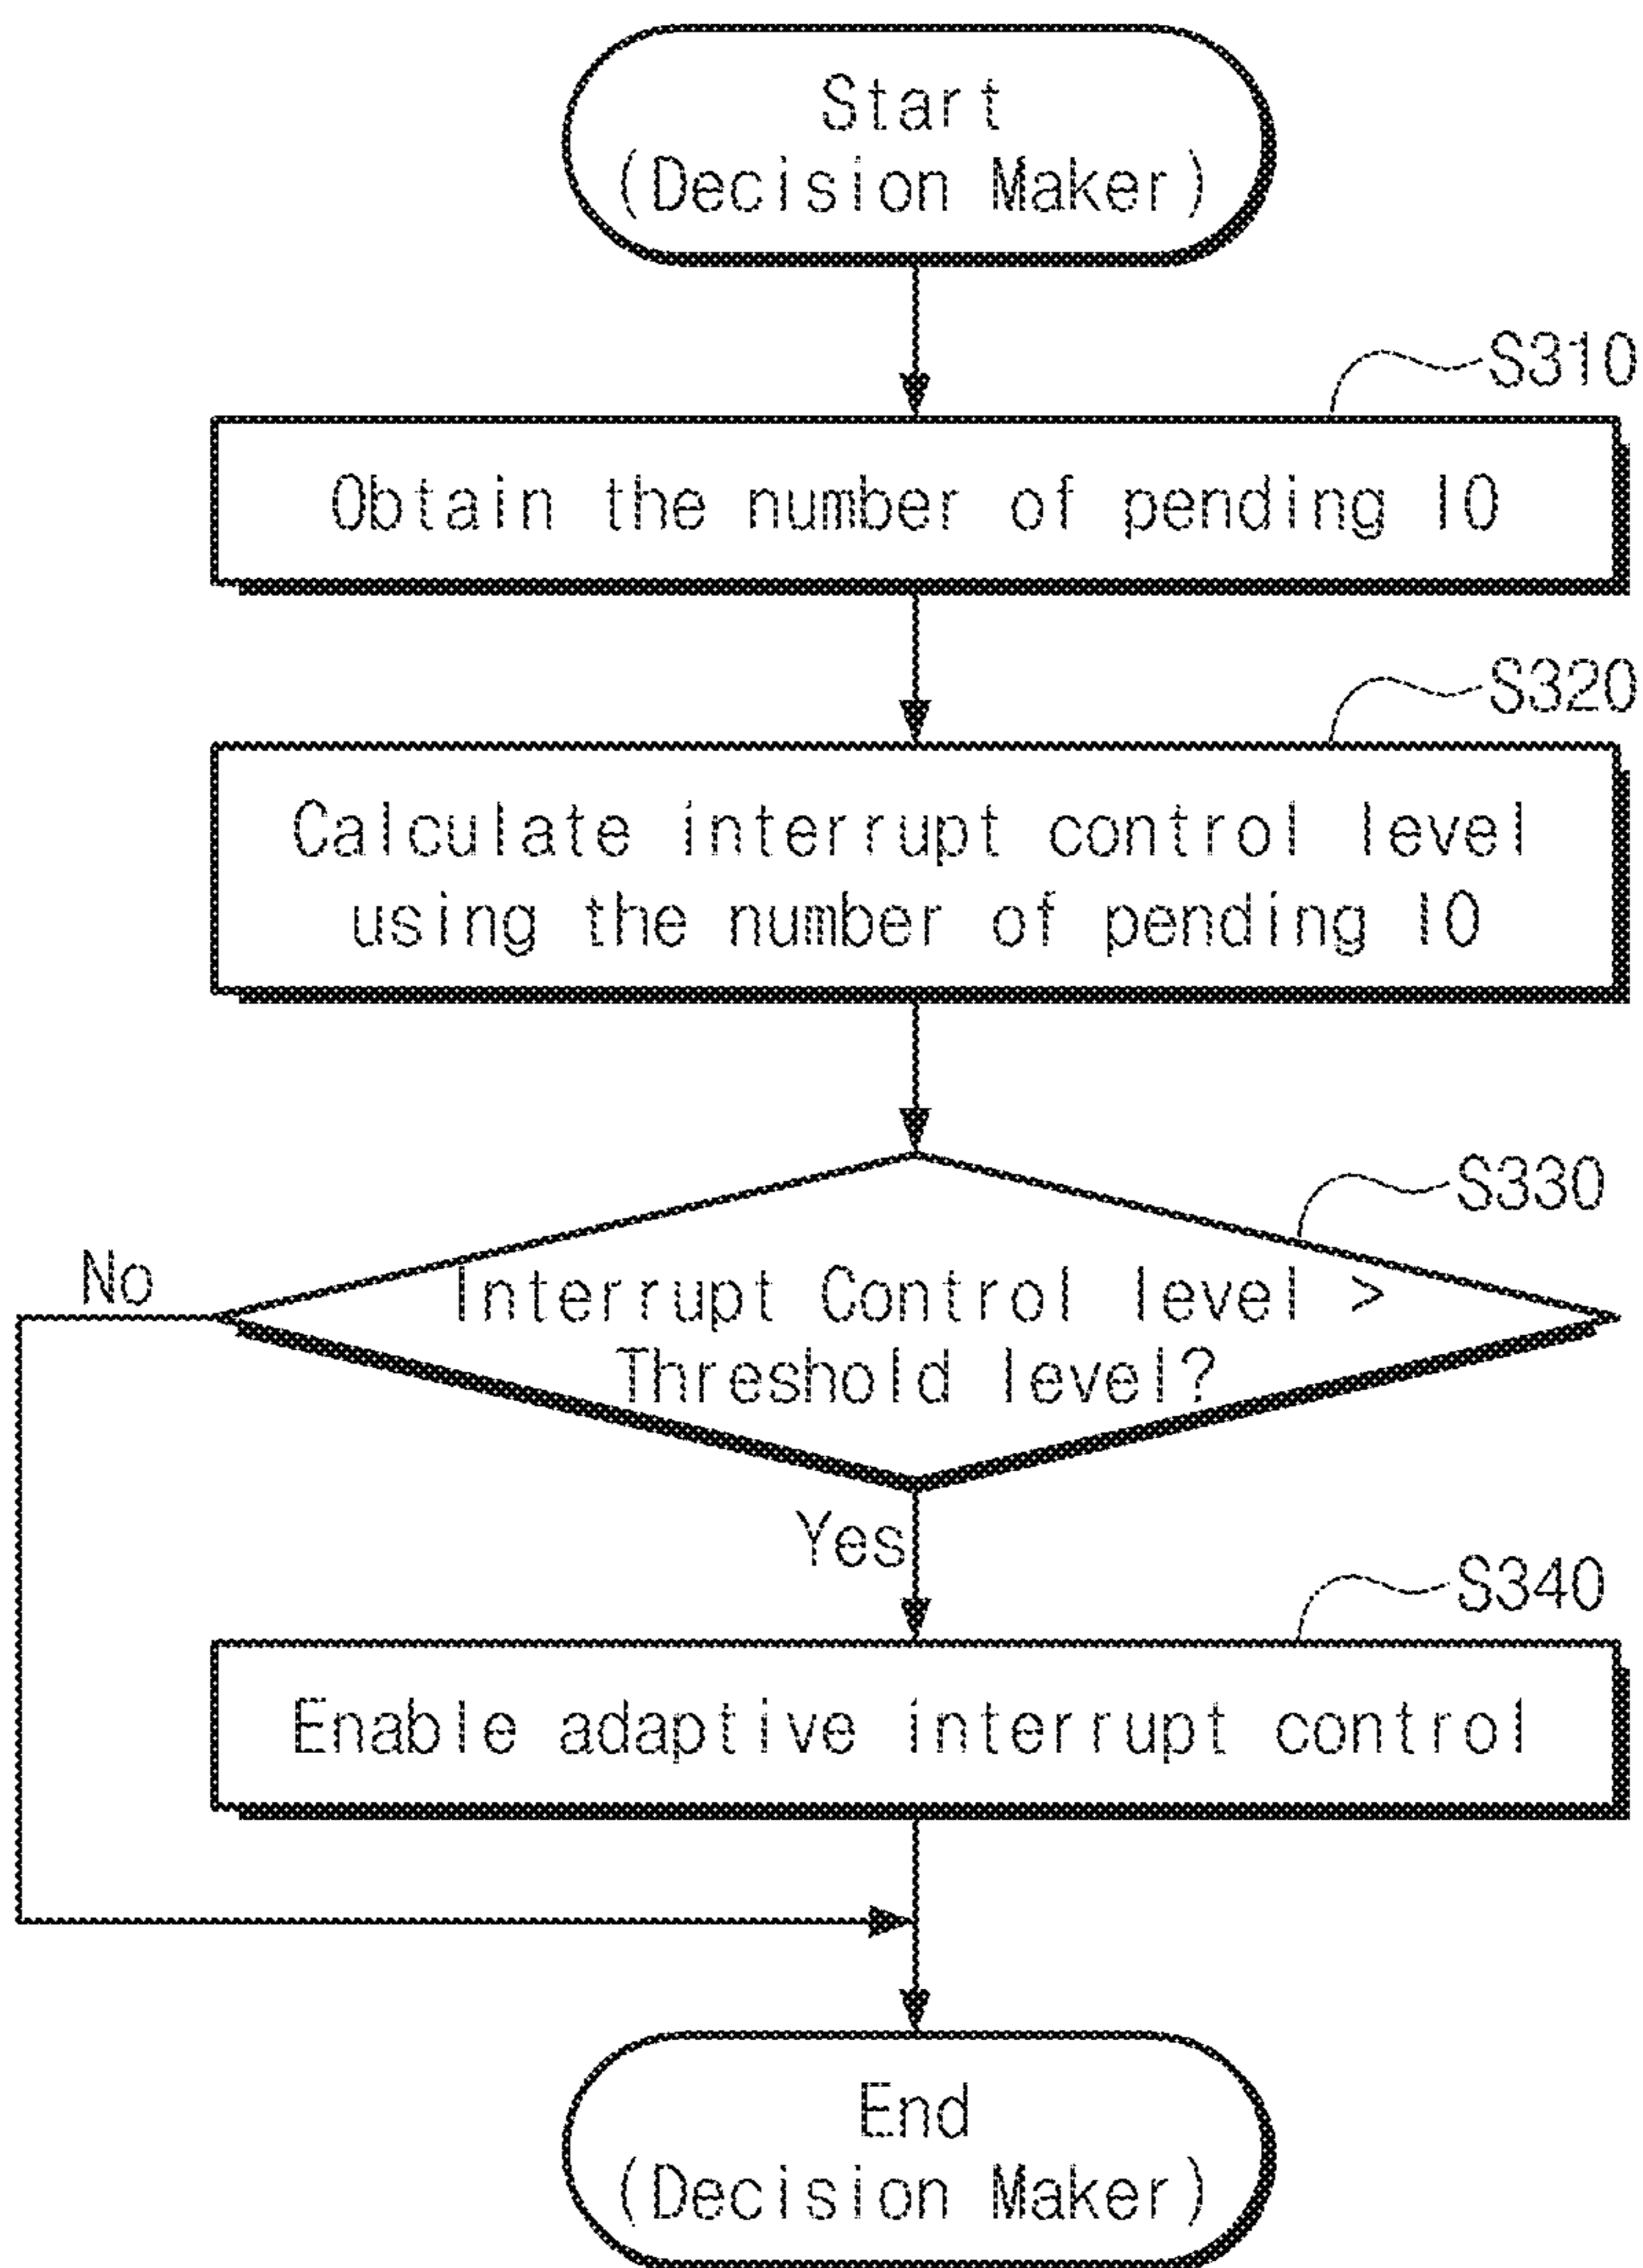 Start
(Decision Maker)
S310
Obtain the number of pending IO
S320
Calculate interrupt control level
using the number of pending IO
S330
No
Interrupt Control level >
Threshold level?
Yes
S340
Enable adaptive interrupt control
End
(Decision Maker)